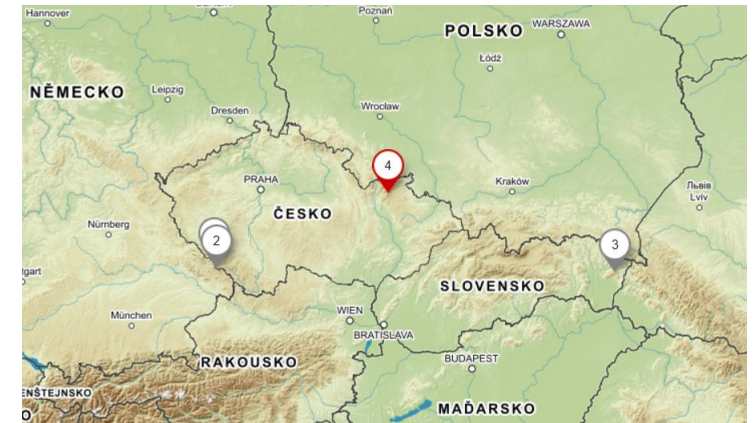 Hannover
Poznań
WARSZAWA
POLSKO
Łódź
NĚMECKO
Leipzig
Wrocław
Dresden
4
PRAHA
Kraków
Львів
Lviv
ČESKO
Nürnberg
2
3
tgart
SLOVENSKO
München
WIEN
BRATISLAVA
RAKOUSKO
BUDAPEST
ENŠTEJNSKO
MAĎARSKO
O